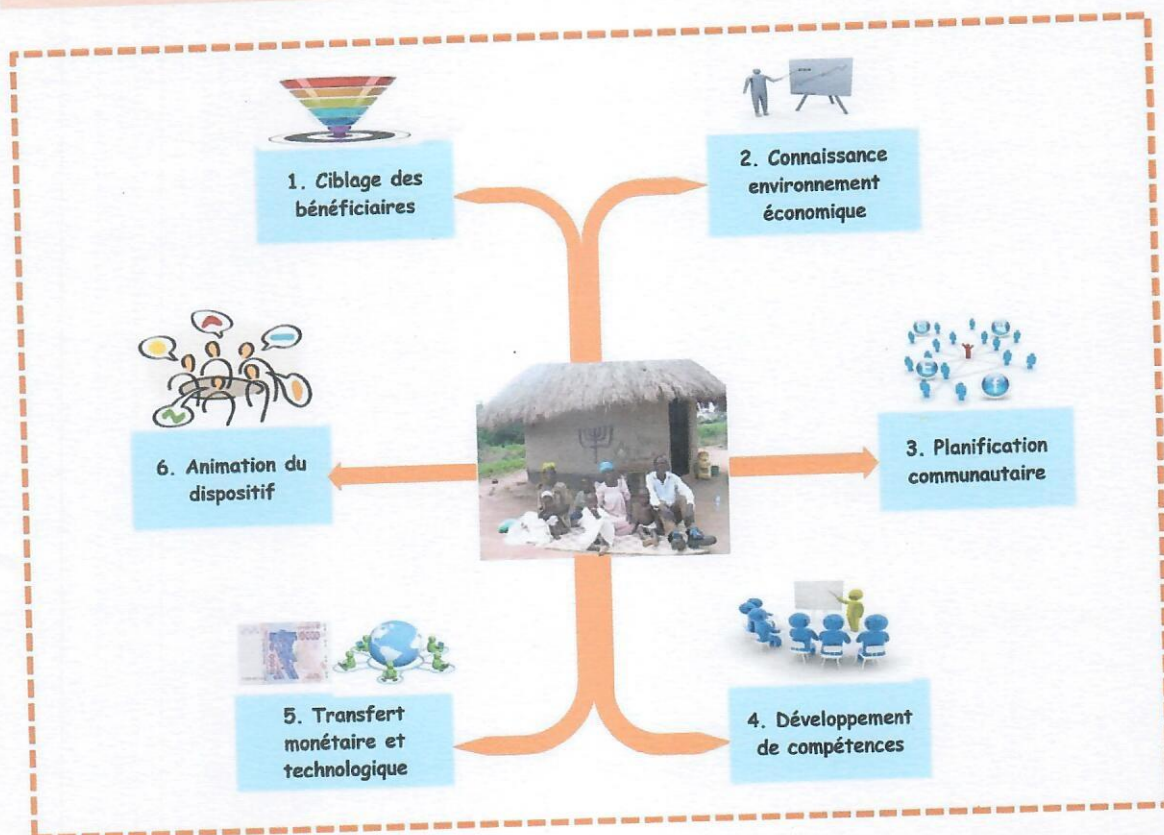 1. Ciblage des
bénéficiaires
2. Connaissance
environnement
économique
3. Planification
communautaire
4. Développement
de compétences
5. Transfert
monétaire et
technologique
6. Animation du
dispositif